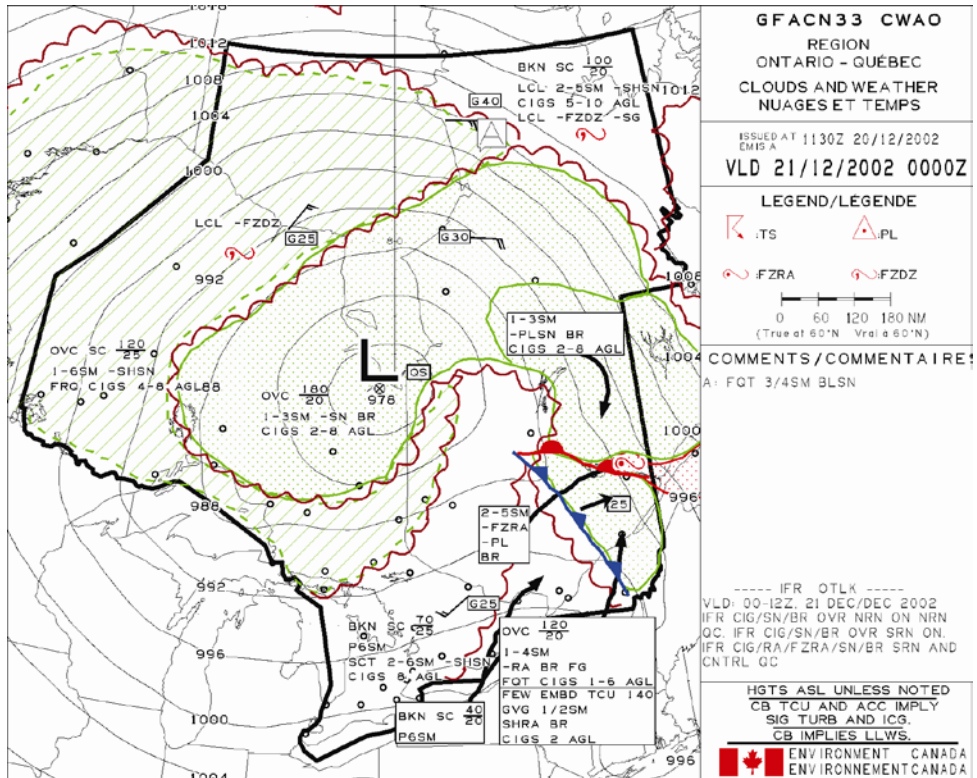 GFACN33 CWAO
REGION
ONTARIO - QUÉBEC
CLOUDS AND WEATHER
NUAGES ET TEMPS
ISSUED AT 1130Z 20/12/2002
EMIS A
VLD 21/12/2002 0000Z
LEGEND/LÉGENDE
:TS
:PL
:FZRA
:FZDZ
0 60 120 180 NM
(True at 60°N Vrai à 60°N)
COMMENTS/COMMENTAIRES
A: FQT 3/4SM BLSN
----- IFR OTLK -----
VLD: 00-12Z, 21 DEC/DEC 2002
IFR CIG/SN/BR OVR NRN ON NRN
QC. IFR CIG/SN/BR OVR SRN ON.
IFR CIG/RA/FZRA/SN/BR SRN AND
CNTRL QC
HGTS ASL UNLESS NOTED
CB TCU AND ACC IMPLY
SIG TURB AND ICG.
CB IMPLIES LLWS.
ENVIRONMENT CANADA
ENVIRONNEMENT CANADA
1016
1012
1008
1064
1000
992
BKN SC 100/20
LCL 2-5SM -SHSN
CIGS 5-10 AGL
LCL -FZDZ -SG
1012
G40
A
LCL -FZDZ
G25
G30
60
1008
1-3SM
-PLSN BR
CIGS 2-8 AGL
1004
OVC SC 120/25
1-6SM -SHSN
FRQ CIGS 4-8 AGL88
L
978
QS
OVC 180/20
1-3SM -SN BR
CIGS 2-8 AGL
1000
996
25
988
2-5SM
-FZRA
-PL
BR
992
G25
BKN SC 70/25
P6SM
SCT 2-6SM -SHSN
CIGS 8 AGL
996
OVC 120/20
1-4SM
-RA BR FG
FQT CIGS 1-6 AGL
FEW EMBD TCU 140
GVG 1/2SM
SHRA BR
CIGS 2 AGL
BKN SC 40/20
P6SM
1000
1004
996